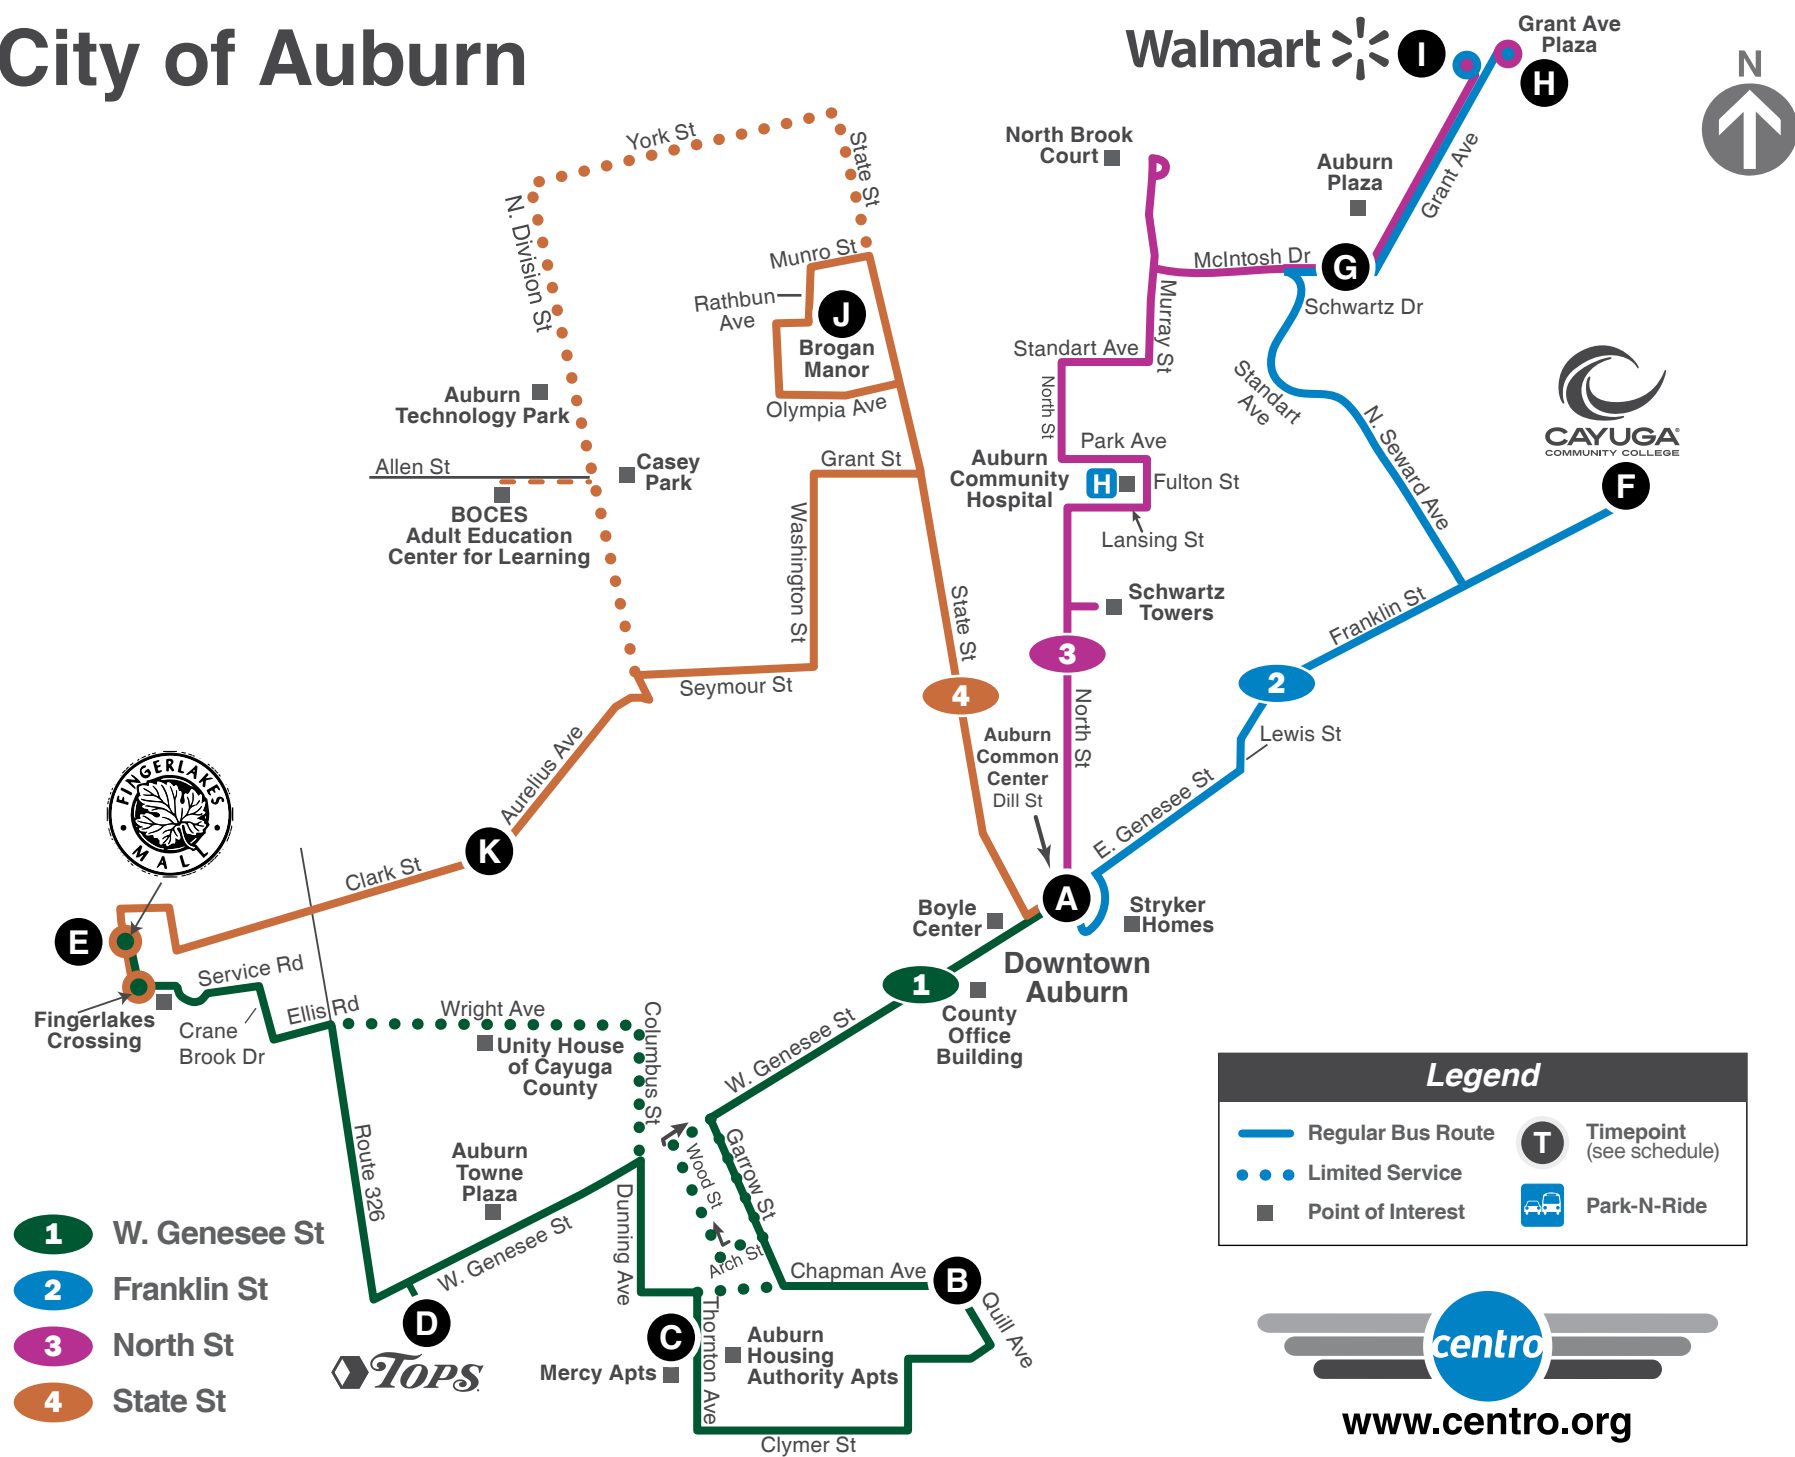 City of Auburn
Walmart
I
Grant Ave
Plaza
H
N
York St
State St
North Brook
Court
Auburn
Plaza
Grant Ave
N. Division St
Munro St
McIntosh Dr
G
Schwartz Dr
Rathbun
Ave
J
Brogan
Manor
Murray St
Standart Ave
Standart
Ave
Olympia Ave
Auburn
Technology Park
North St
Park Ave
N. Seward Ave
CAYUGA
COMMUNITY COLLEGE
F
Allen St
Casey
Park
Grant St
Auburn
Community
Hospital
H
Fulton St
BOCES
Adult Education
Center for Learning
Washington St
Lansing St
State St
Schwartz
Towers
Franklin St
3
Seymour St
4
2
North St
Auburn
Common
Center
Dill St
Lewis St
FINGERLAKES
MALL
Aurelius Ave
E. Genesee St
K
Clark St
A
Boyle
Center
Stryker
Homes
E
Service Rd
Downtown
Auburn
1
Fingerlakes
Crossing
Crane
Brook Dr
Ellis Rd
Wright Ave
Unity House
of Cayuga
County
Columbus St
W. Genesee St
County
Office
Building
Route 326
Auburn
Towne
Plaza
Wood St
Garrow St
Arch St
W. Genesee St
Dunning Ave
Chapman Ave
B
Quill Ave
D
TOPS
C
Mercy Apts
Thornton Ave
Auburn
Housing
Authority Apts
Clymer St
1 W. Genesee St
2 Franklin St
3 North St
4 State St
Legend
Regular Bus Route
Limited Service
Point of Interest
T
Timepoint
(see schedule)
Park-N-Ride
centro
www.centro.org